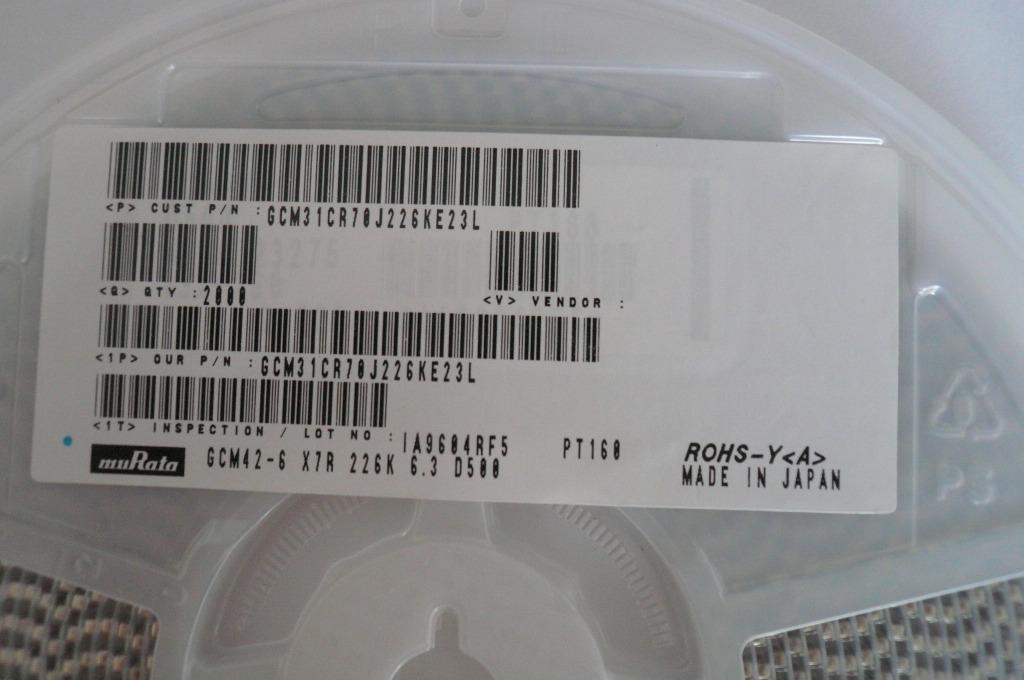 <P> CUST P/N : GCM31CR70J226KE23L
<Q> QTY : 2000
<V> VENDOR :
<1P> OUR P/N : GCM31CR70J226KE23L
<1T> INSPECTION / LOT NO : IA9604RF5 PT160
muRata GCM42-6 X7R 226K 6.3 D500
ROHS-Y<A>
MADE IN JAPAN